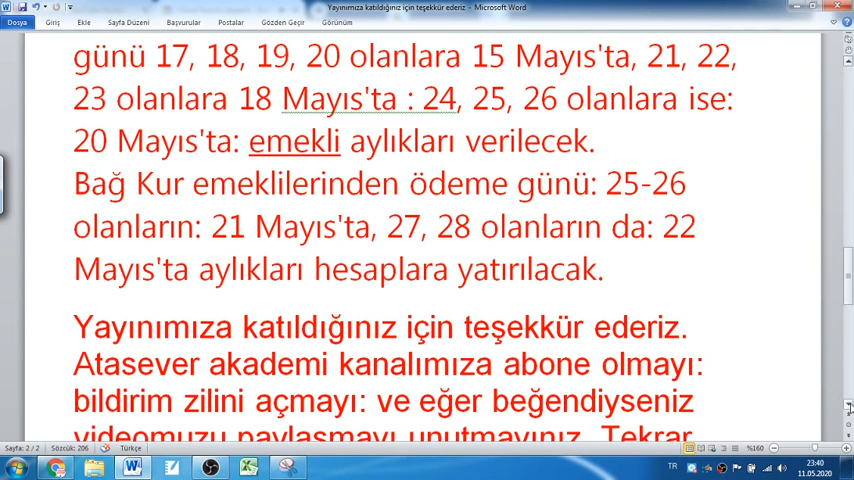 Yayınımıza katıldığınız için teşekkür ederiz - Microsoft Word
Dosya Giriş Ekle Sayfa Düzeni Başvurular Postalar Gözden Geçir Görünüm
günü 17, 18, 19, 20 olanlara 15 Mayıs'ta, 21, 22,
23 olanlara 18 Mayıs'ta : 24, 25, 26 olanlara ise:
20 Mayıs'ta: emekli aylıkları verilecek.
Bağ Kur emeklilerinden ödeme günü: 25-26
olanların: 21 Mayıs'ta, 27, 28 olanların da: 22
Mayıs'ta aylıkları hesaplara yatırılacak.
Yayınımıza katıldığınız için teşekkür ederiz.
Atasever akademi kanalımıza abone olmayı:
bildirim zilini açmayı: ve eğer beğendiyseniz
videomuzu paylaşmayı unutmayınız. Tekrar
Sayfa: 2 / 2 Sözcük: 206 Türkçe %160
TR 23:40
11.05.2020